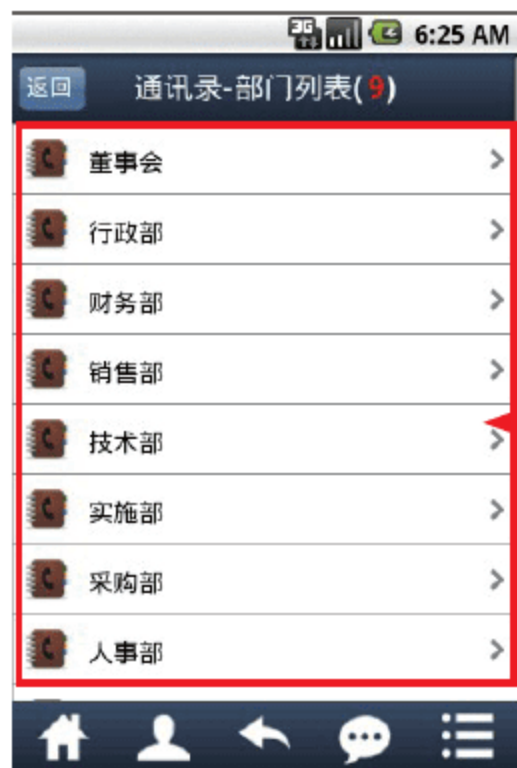 3G 6:25 AM
返回 通讯录-部门列表(9)
董事会
行政部
财务部
销售部
技术部
实施部
采购部
人事部